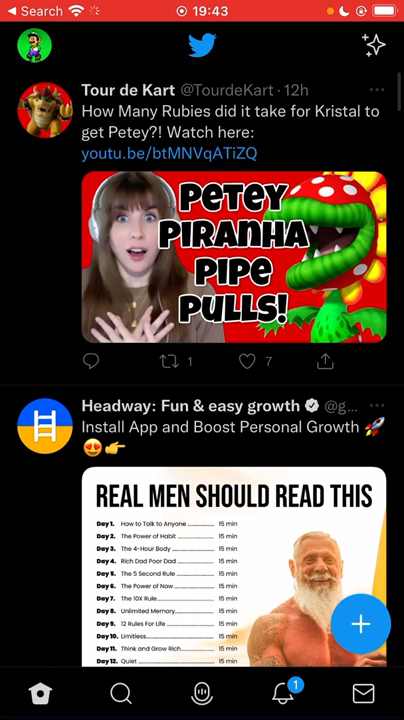 Search 19:43
Tour de Kart @TourdeKart · 12h
How Many Rubies did it take for Kristal to
get Petey?! Watch here:
youtu.be/btMNVqATiZQ
PETEY
PIRANHA
PIPE
PULLS!
1 7
Headway: Fun & easy growth @g...
Install App and Boost Personal Growth 🚀
😍👉
REAL MEN SHOULD READ THIS
Day 1. How to Talk to Anyone 15 min
Day 2. The Power of Habit 15 min
Day 3. The 4-Hour Body 15 min
Day 4. Rich Dad Poor Dad 15 min
Day 5. The 5 Second Rule 15 min
Day 6. The Power of Now 15 min
Day 7. The 10X Rule 15 min
Day 8. Unlimited Memory 15 min
Day 9. 12 Rules For Life 15 min
Day 10. Limitless 15 min
Day 11. Think and Grow Rich 15 min
Day 12. Quiet 15 min
1